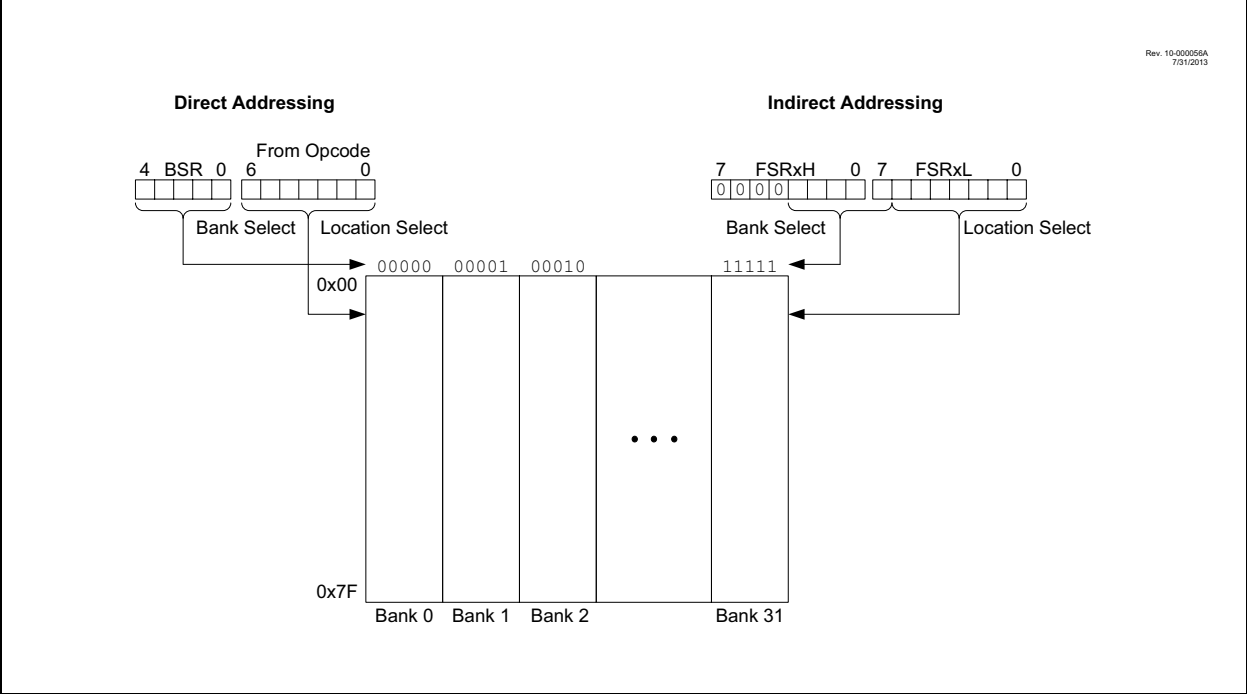 Rev. 10-000056A
7/31/2013
Direct Addressing
Indirect Addressing
From Opcode
4 BSR 0 6 0
7 FSRxH 0 7 FSRxL 0
0 0 0 0
Bank Select Location Select
Bank Select Location Select
00000 00001 00010 11111
0x00
0x7F
Bank 0 Bank 1 Bank 2 Bank 31